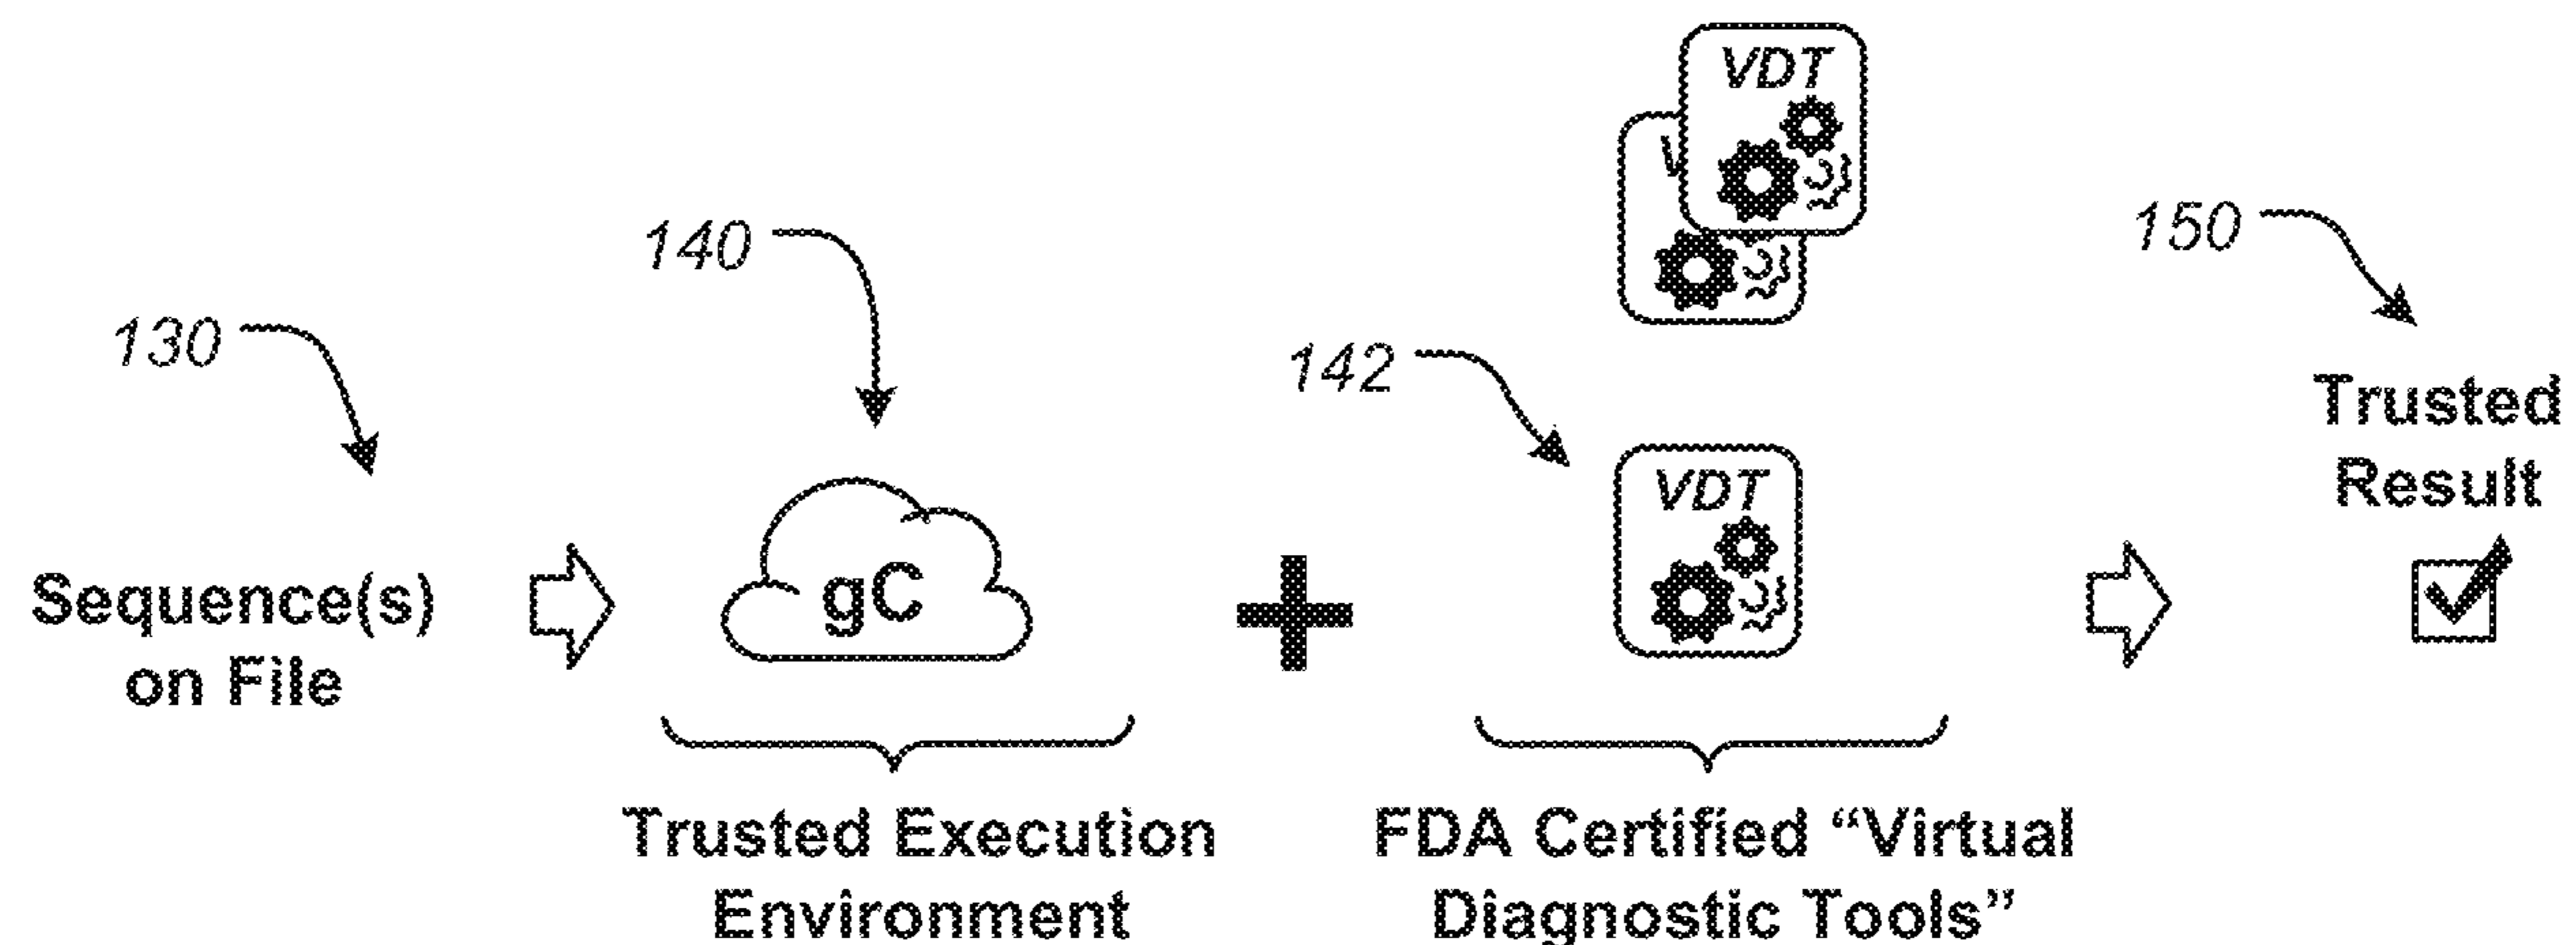 VDT
V
140
150
130
142
Trusted
Result
VDT
gC
Sequence(s)
on File
Trusted Execution
Environment
FDA Certified “Virtual
Diagnostic Tools”